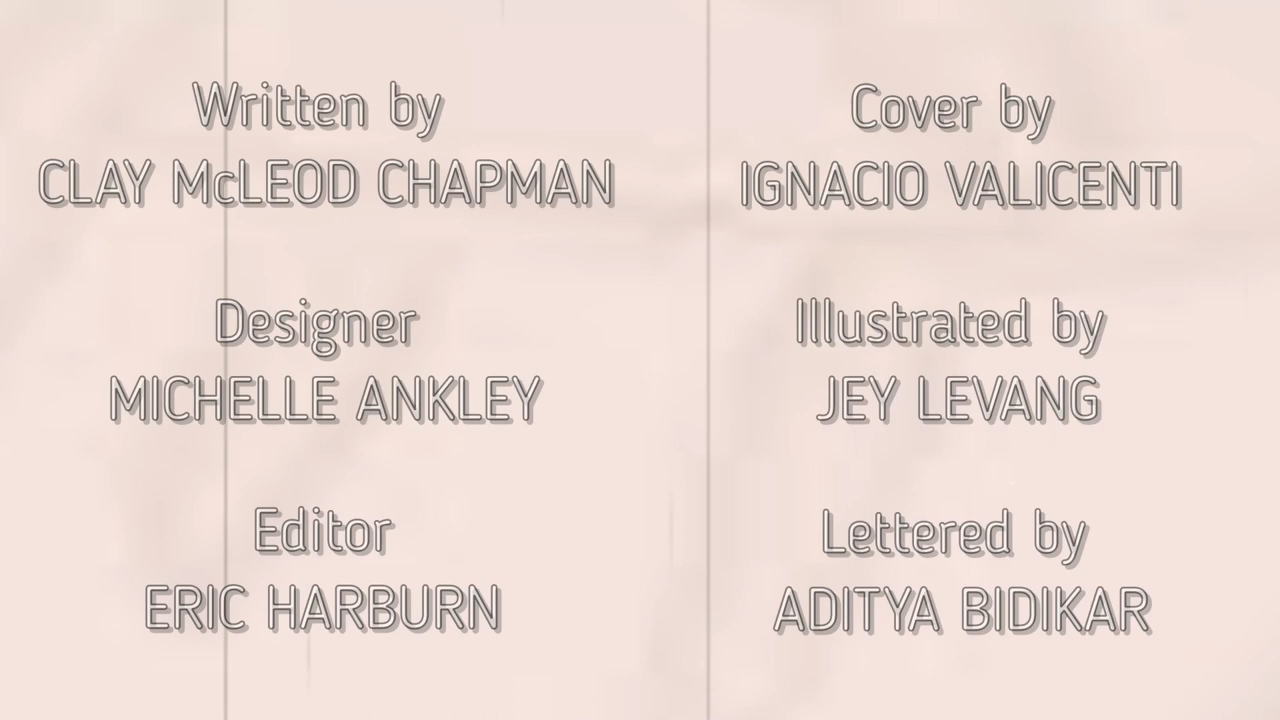 Written by
CLAY McLEOD CHAPMAN
Designer
MICHELLE ANKLEY
Editor
ERIC HARBURN
Cover by
IGNACIO VALICENTI
Illustrated by
JEY LEVANG
Lettered by
ADITYA BIDIKAR